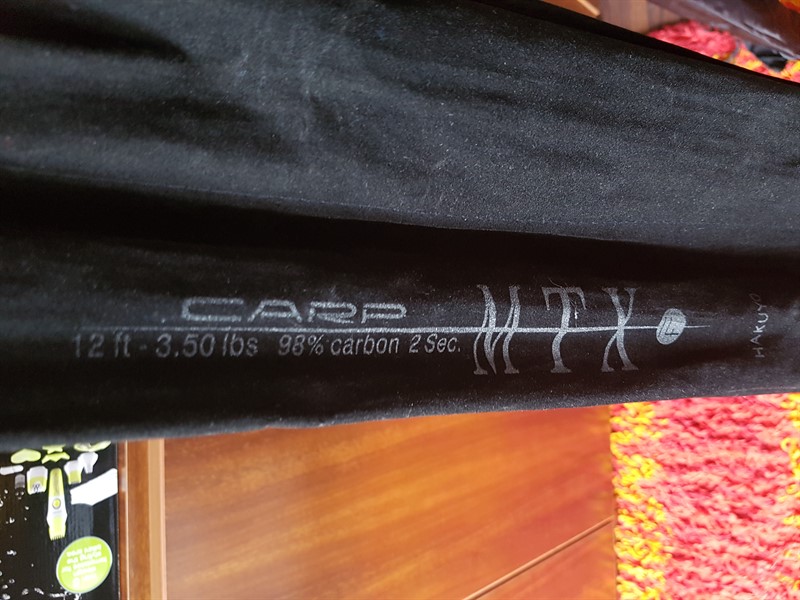 CARP
12 ft - 3.50 lbs 98% carbon 2 Sec.
MTX
HAKUYO